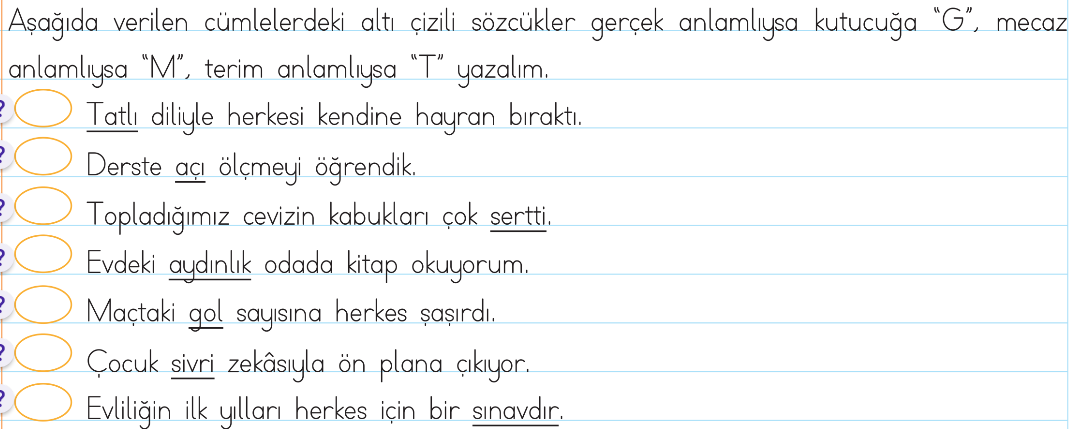 Aşağıda verilen cümlelerdeki altı çizili sözcükler gerçek anlamlıysa kutucuğa “G”, mecaz
anlamlıysa “M”, terim anlamlıysa “T” yazalım.
? Tatlı diliyle herkesi kendine hayran bıraktı.
? Derste açı ölçmeyi öğrendik.
? Topladığımız cevizin kabukları çok sertti.
? Evdeki aydınlık odada kitap okuyorum.
? Maçtaki gol sayısına herkes şaşırdı.
? Çocuk sivri zekâsıyla ön plana çıkıyor.
? Evliliğin ilk yılları herkes için bir sınavdır.